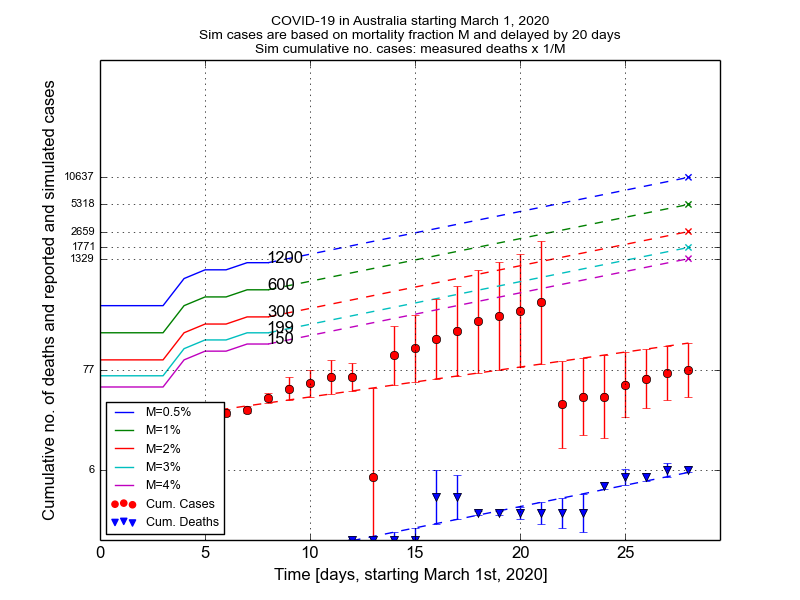 COVID-19 in Australia starting March 1, 2020
Sim cases are based on mortality fraction M and delayed by 20 days
Sim cumulative no. cases: measured deaths x 1/M
Cumulative no. of deaths and reported and simulated cases
10637
5318
2659
1771
1329
77
6
1200
600
300
199
150
M=0.5%
M=1%
M=2%
M=3%
M=4%
Cum. Cases
Cum. Deaths
0 5 10 15 20 25
Time [days, starting March 1st, 2020]